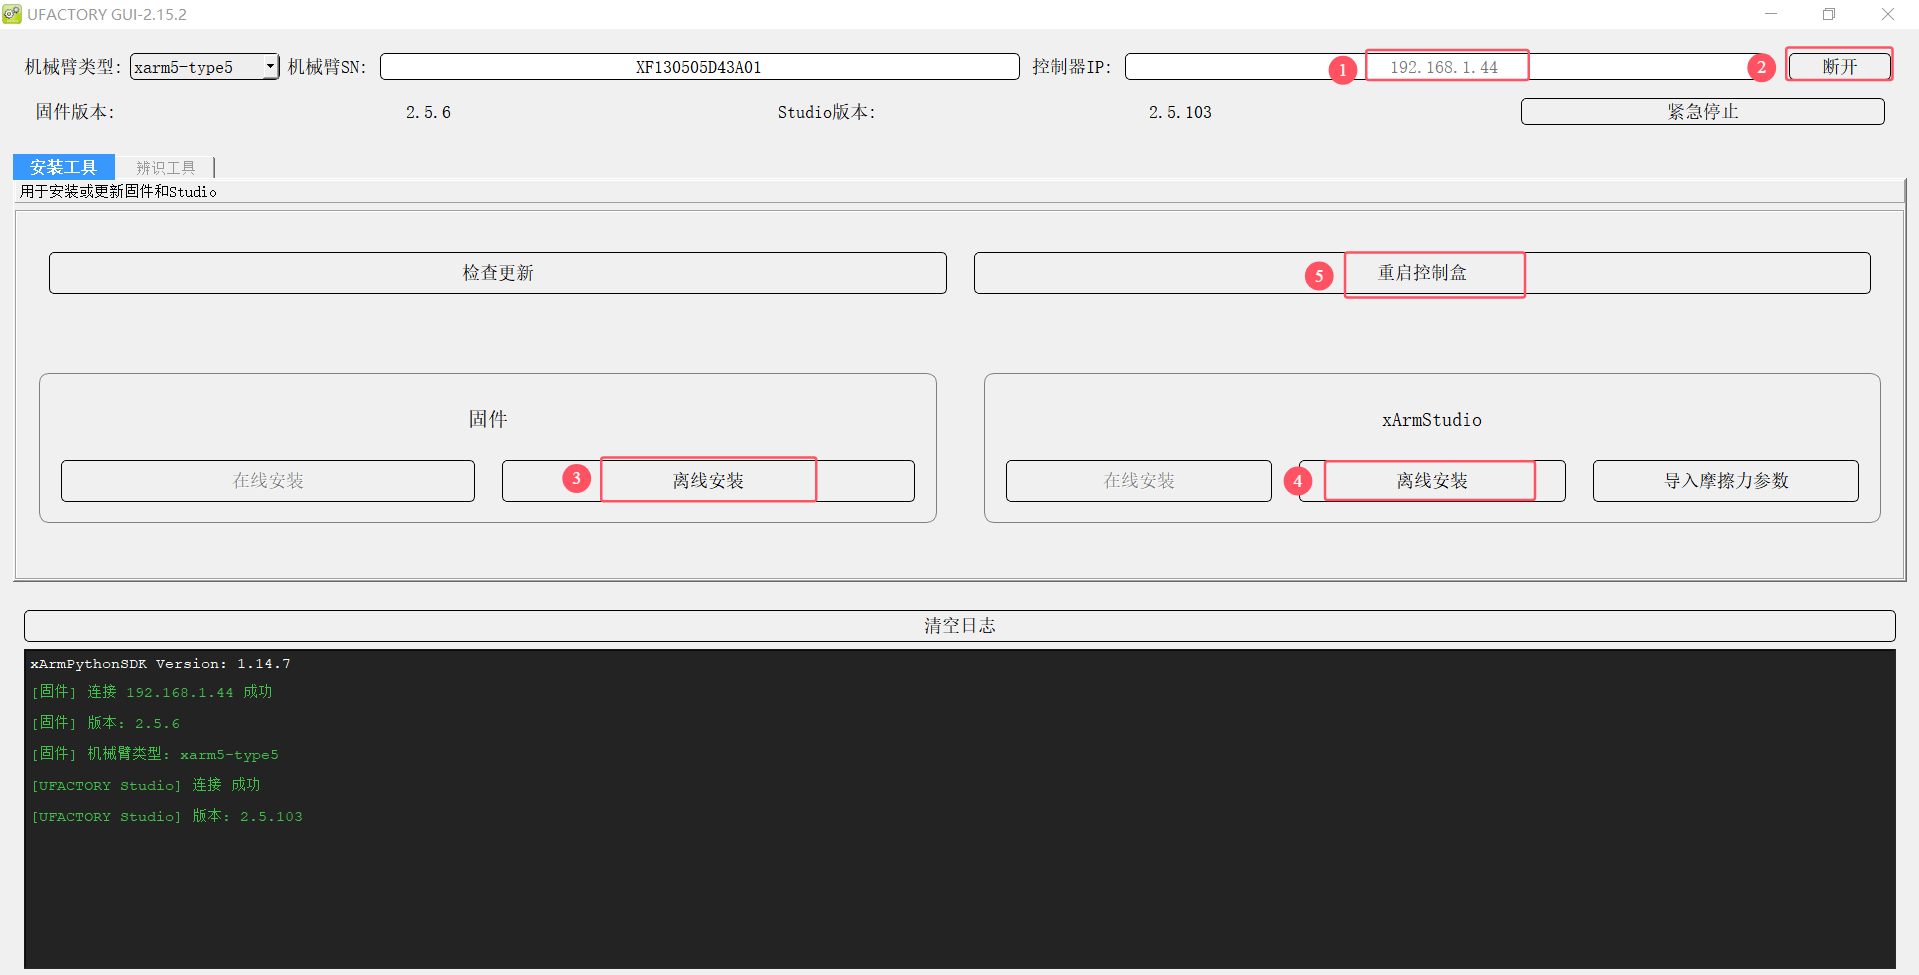 UFACTORY GUI-2.15.2
机械臂类型: xarm5-type5 机械臂SN: XF130505D43A01 控制器IP: 1 192.168.1.44 2 断开
固件版本: 2.5.6 Studio版本: 2.5.103 紧急停止
安装工具 辨识工具
用于安装或更新固件和Studio
检查更新 5 重启控制盒
固件 xArmStudio
在线安装 3 离线安装 在线安装 4 离线安装 导入摩擦力参数
清空日志
xArmPythonSDK Version: 1.14.7
[固件] 连接 192.168.1.44 成功
[固件] 版本: 2.5.6
[固件] 机械臂类型: xarm5-type5
[UFACTORY Studio] 连接 成功
[UFACTORY Studio] 版本: 2.5.103